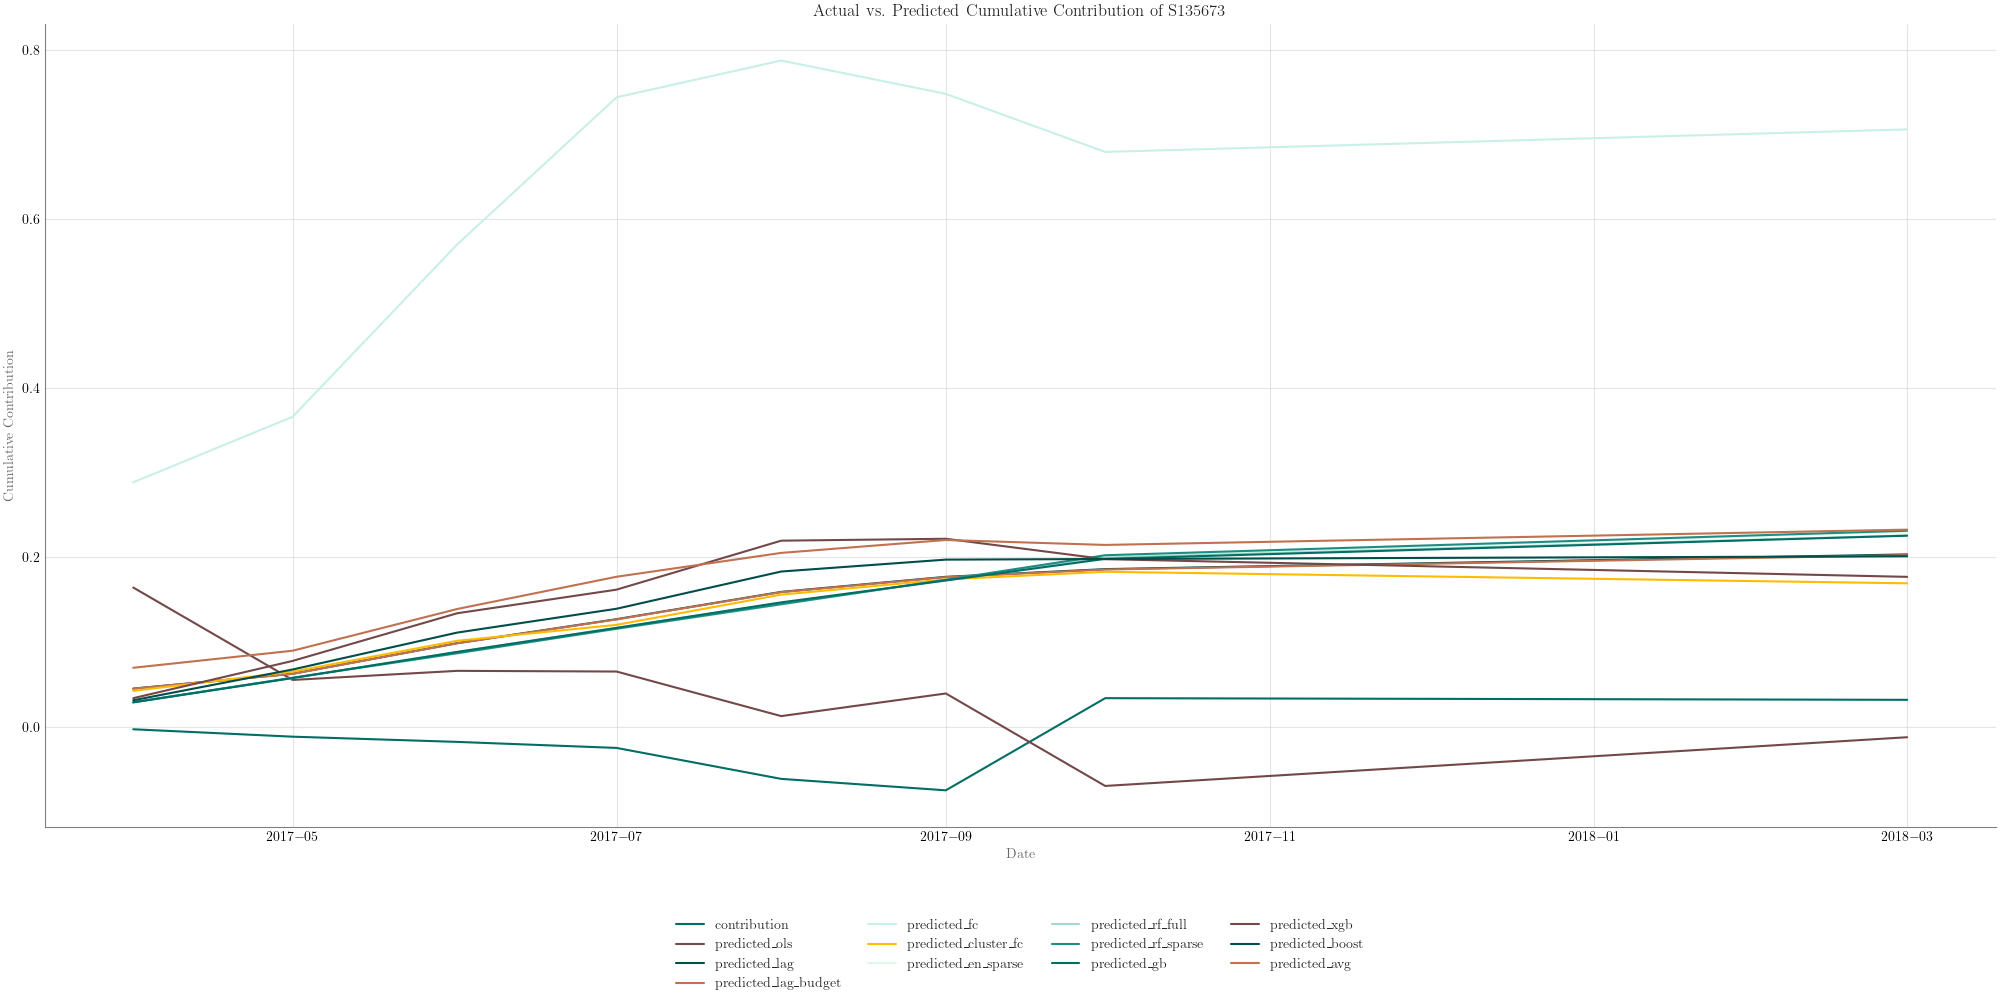 Actual vs. Predicted Cumulative Contribution of S135673
0.8
0.6
0.4
0.2
0.0
Cumulative Contribution
2017−05 2017−07 2017−09 2017−11 2018−01 2018−03
Date
contribution predicted_fc predicted_rf_full predicted_xgb
predicted_ols predicted_cluster_fc predicted_rf_sparse predicted_boost
predicted_lag predicted_en_sparse predicted_gb predicted_avg
predicted_lag_budget